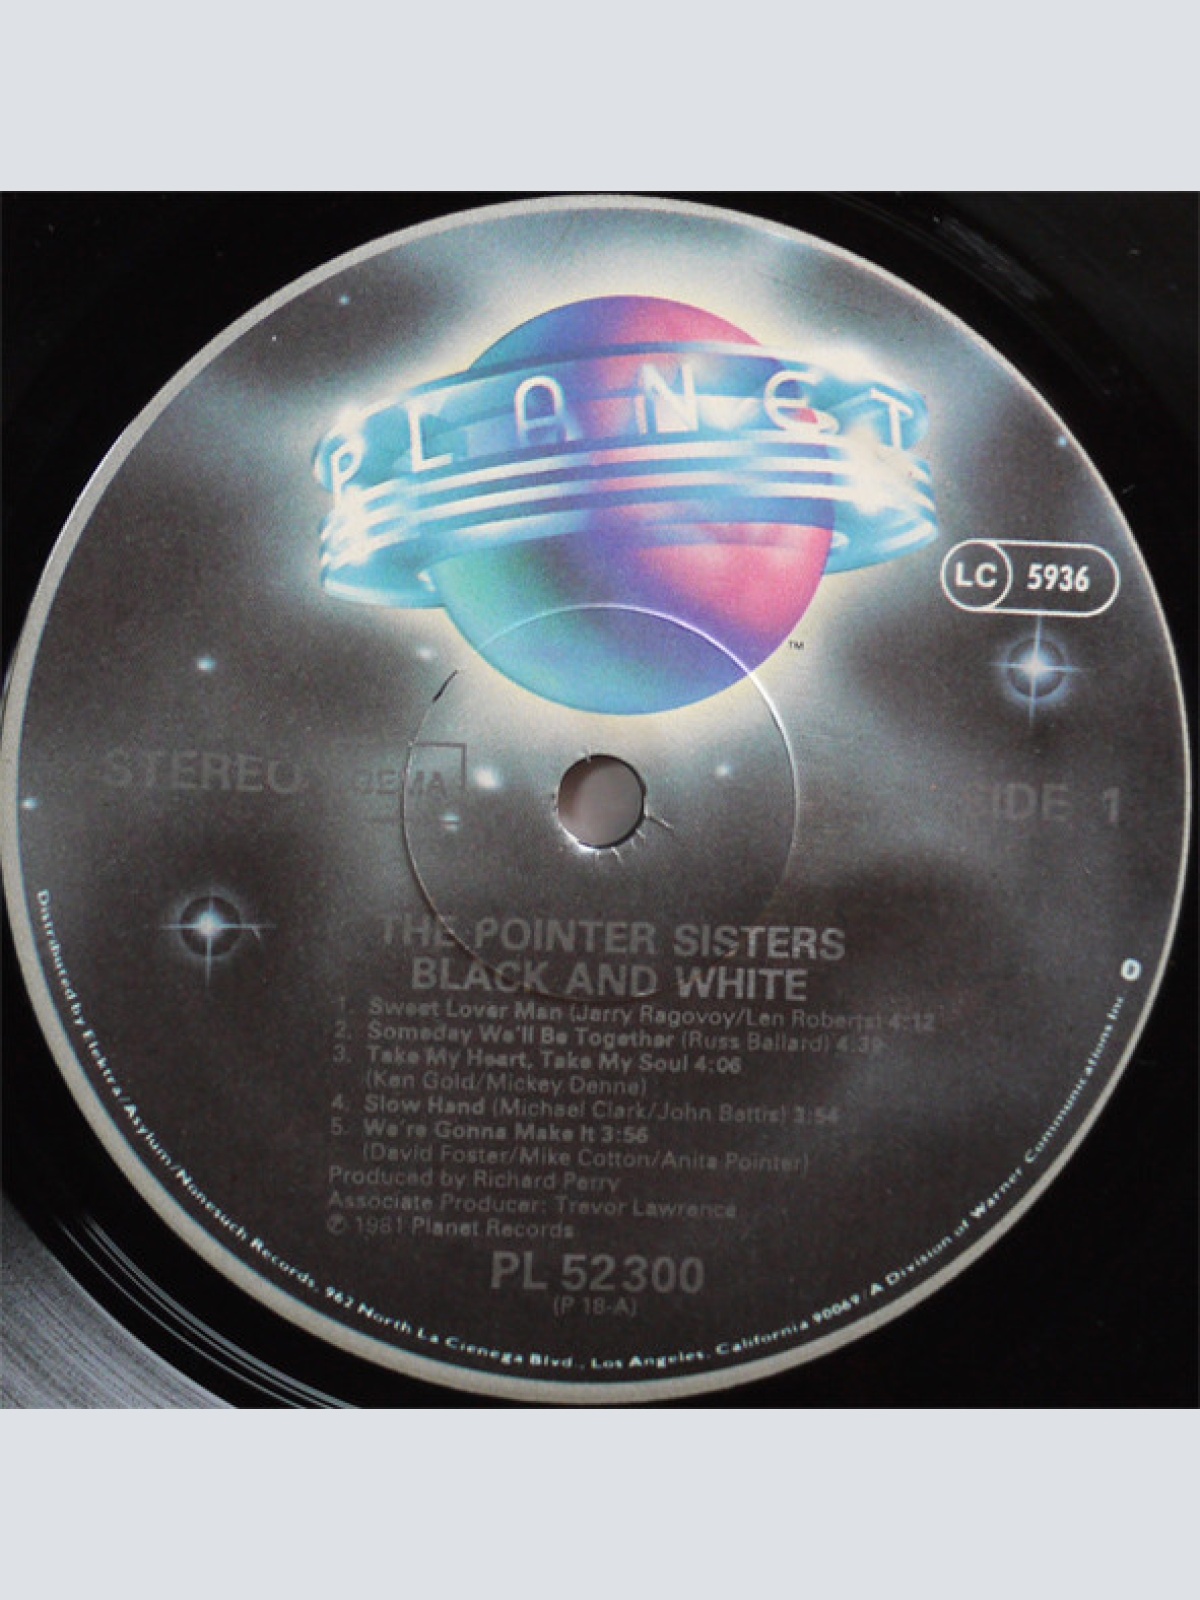 PLANET
TM
LC 5936
STEREO GEMA SIDE 1
THE POINTER SISTERS
BLACK AND WHITE
1. Sweet Lover Man (Jerry Ragovoy/Len Roberts) 4:12
2. Someday We'll Be Together (Russ Ballard) 4:39
3. Take My Heart, Take My Soul 4:06
(Ken Gold/Mickey Denne)
4. Slow Hand (Michael Clark/John Bettis) 3:54
5. We're Gonna Make It 3:56
(David Foster/Mike Cotton/Anita Pointer)
Produced by Richard Perry
Associate Producer: Trevor Lawrence
℗ 1981 Planet Records
PL 52300
(P 18-A)
Distributed by Elektra/Asylum/Nonesuch Records, 962 North La Cienega Blvd., Los Angeles, California 90069/A Division of Warner Communications Inc.